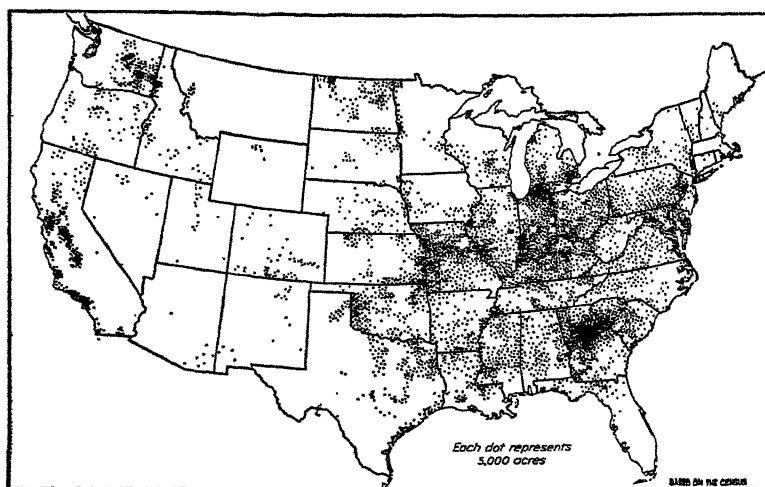 Each dot represents
5,000 acres
BASED ON THE CENSUS